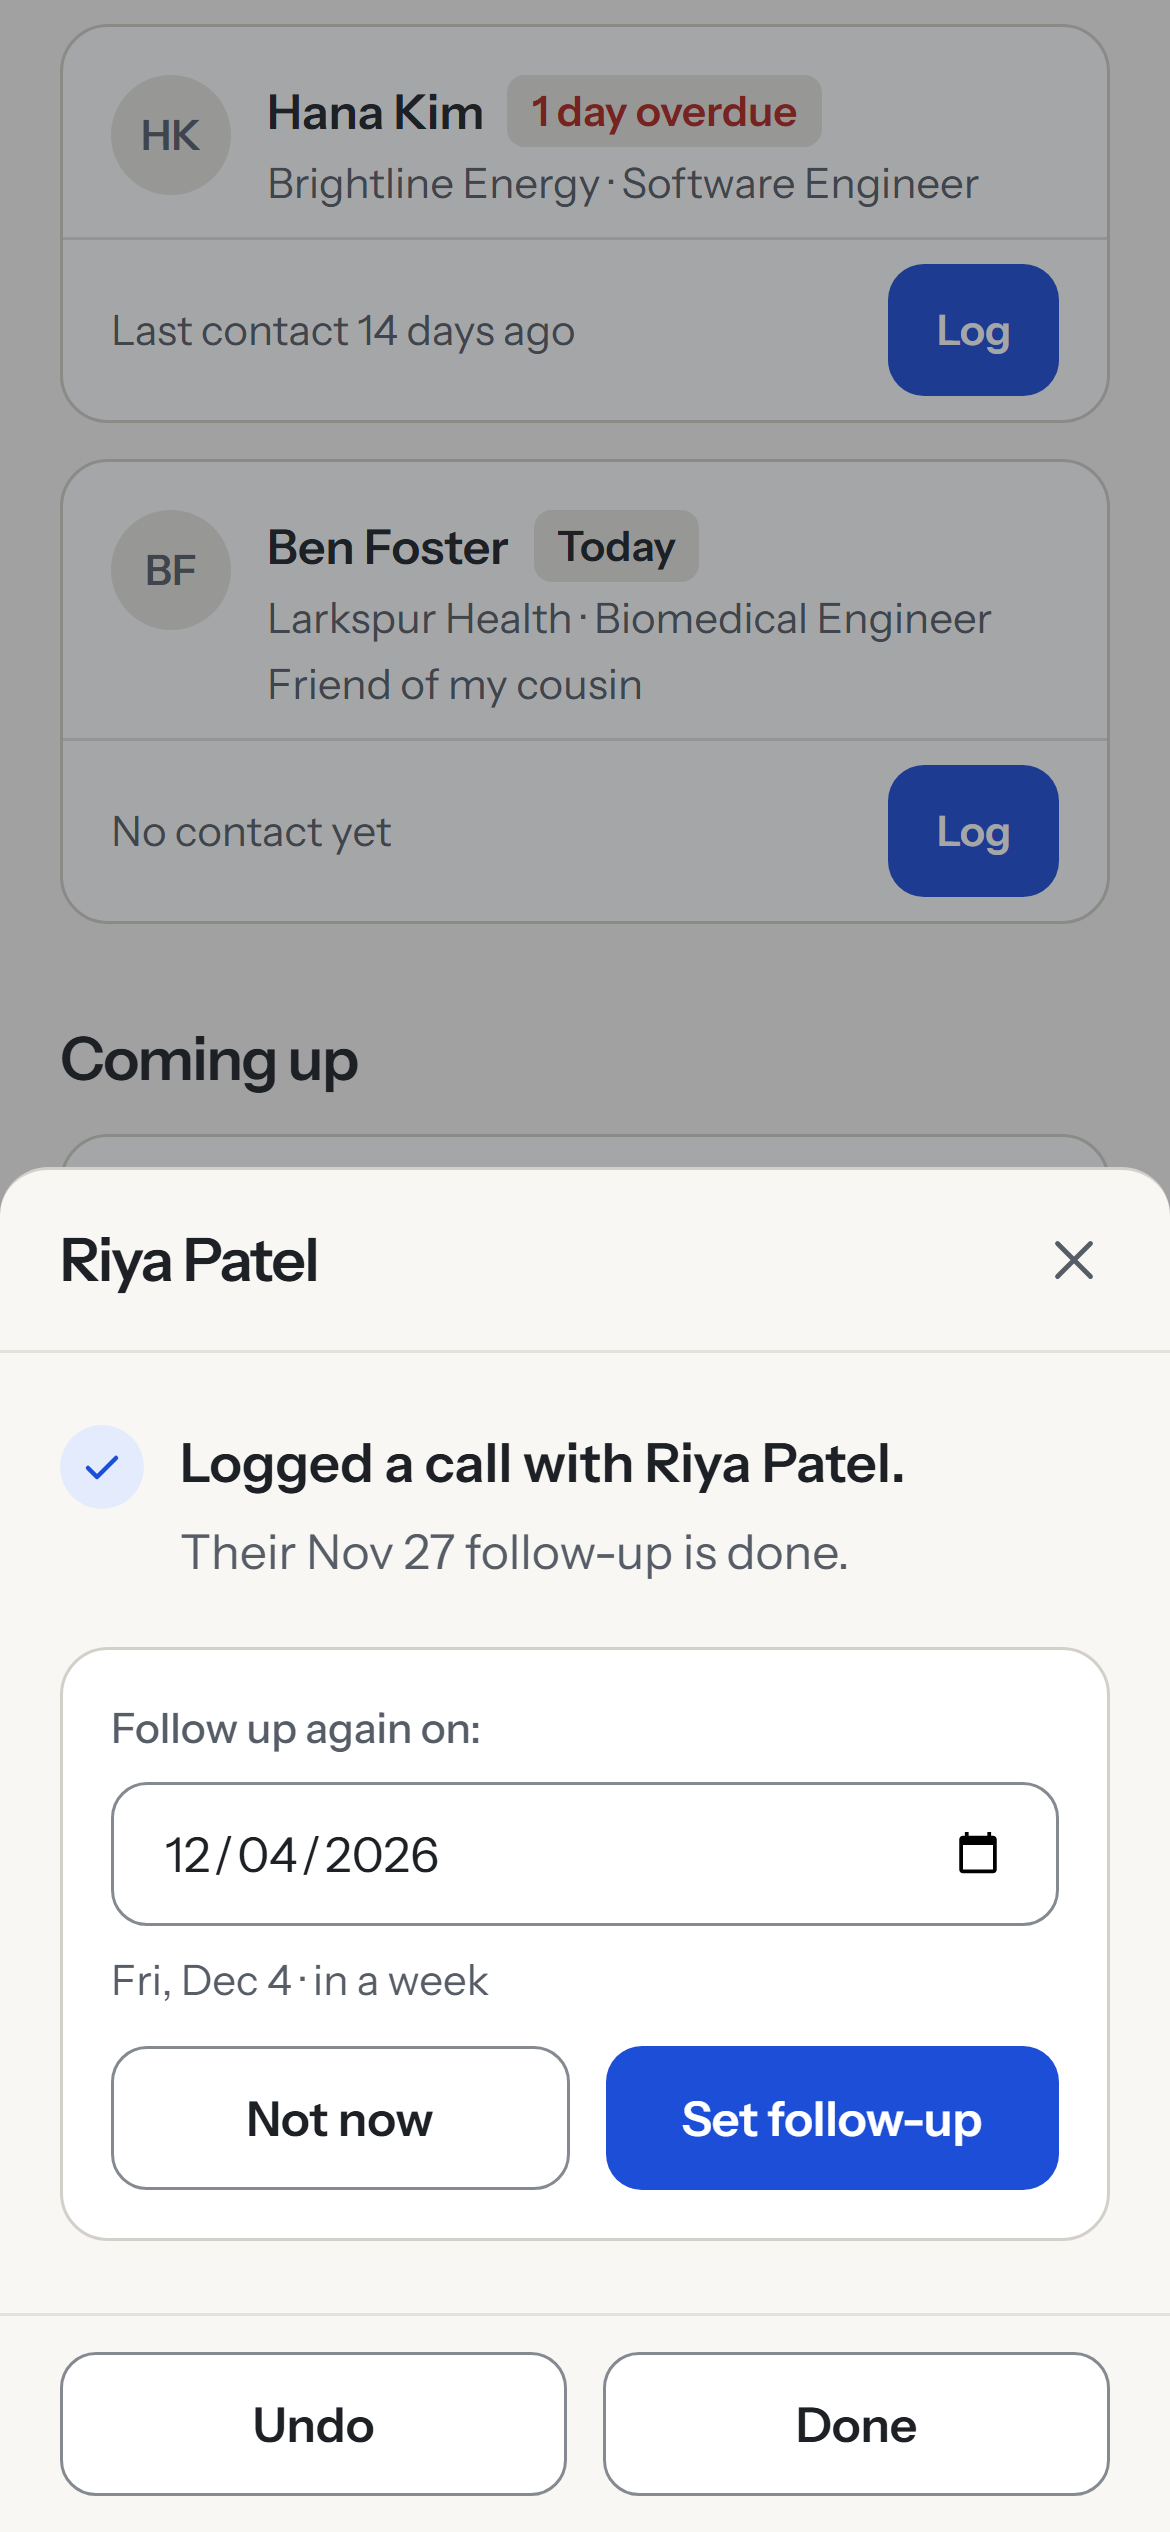 HK
Hana Kim
1 day overdue
Brightline Energy · Software Engineer
Last contact 14 days ago
Log
BF
Ben Foster
Today
Larkspur Health · Biomedical Engineer
Friend of my cousin
No contact yet
Log
Coming up
Riya Patel
Logged a call with Riya Patel.
Their Nov 27 follow-up is done.
Follow up again on:
12/04/2026
Fri, Dec 4 · in a week
Not now
Set follow-up
Undo
Done